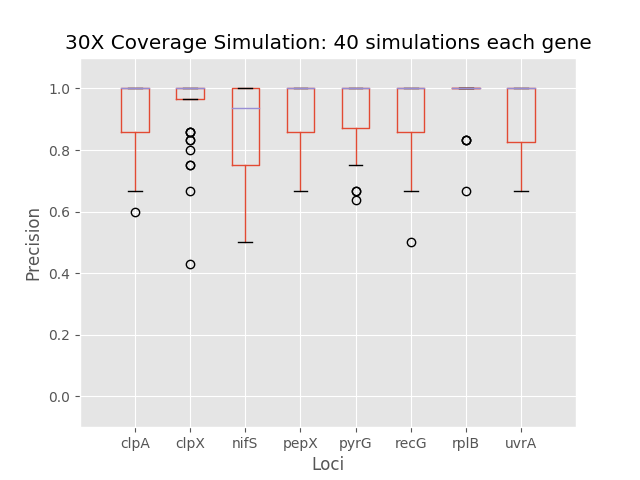 30X Coverage Simulation: 40 simulations each gene
1.0
0.8
0.6
0.4
0.2
0.0
Precision
clpA clpX nifS pepX pyrG recG rplB uvrA
Loci